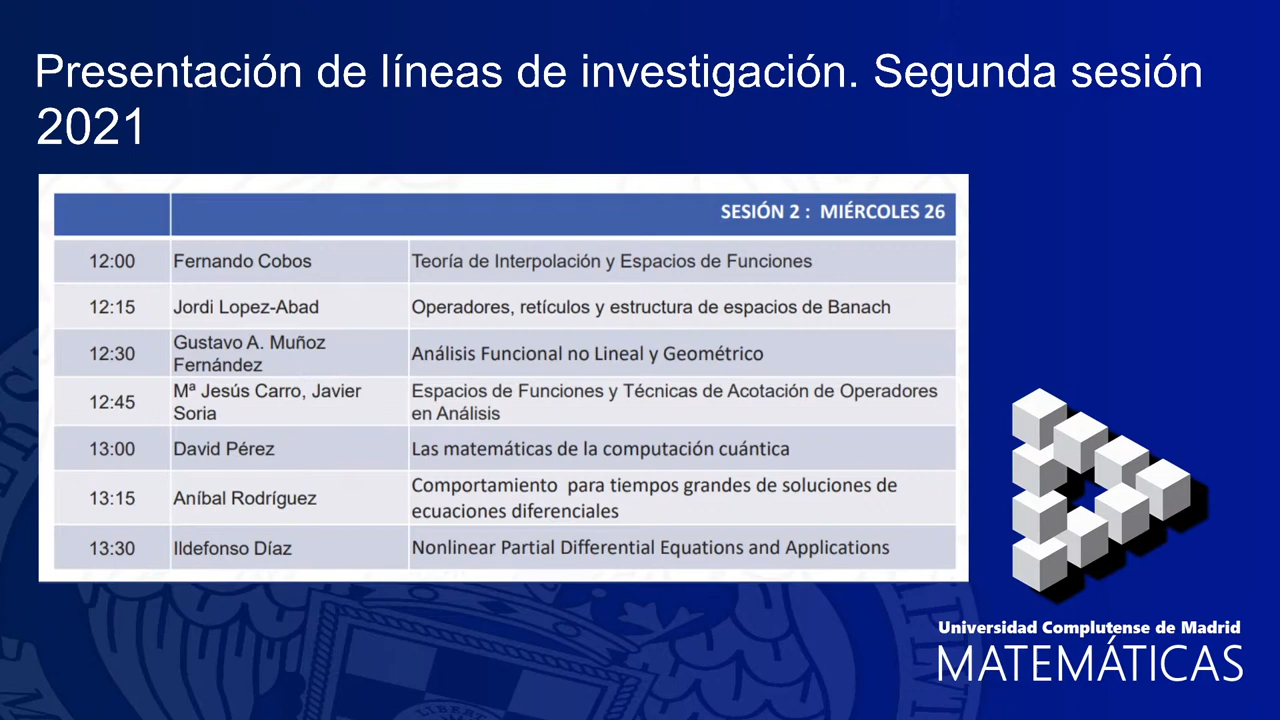 Presentación de líneas de investigación. Segunda sesión
2021
SESIÓN 2 : MIÉRCOLES 26
12:00 Fernando Cobos Teoría de Interpolación y Espacios de Funciones
12:15 Jordi Lopez-Abad Operadores, retículos y estructura de espacios de Banach
12:30 Gustavo A. Muñoz Análisis Funcional no Lineal y Geométrico
Fernández
12:45 Mª Jesús Carro, Javier Espacios de Funciones y Técnicas de Acotación de Operadores
Soria en Análisis
13:00 David Pérez Las matemáticas de la computación cuántica
13:15 Aníbal Rodríguez Comportamiento para tiempos grandes de soluciones de
ecuaciones diferenciales
13:30 Ildefonso Díaz Nonlinear Partial Differential Equations and Applications
Universidad Complutense de Madrid
MATEMÁTICAS